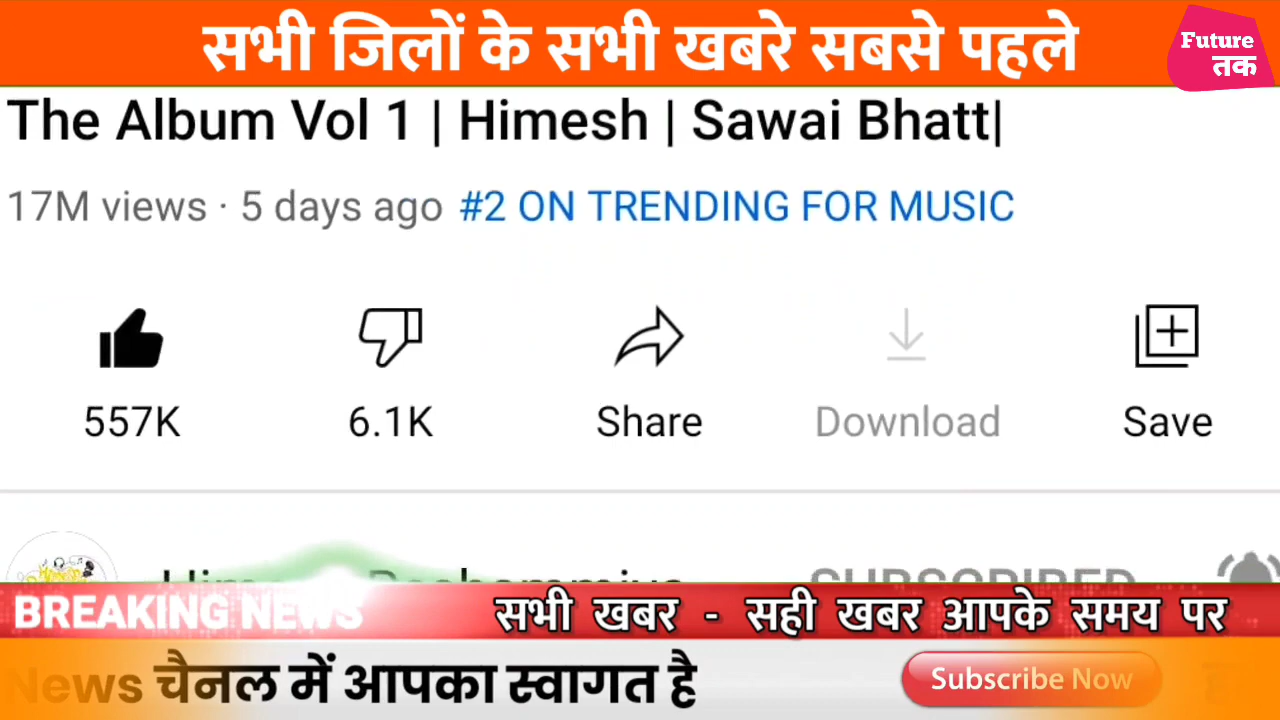 सभी जिलों के सभी खबरे सबसे पहले
Future
तक
The Album Vol 1 | Himesh | Sawai Bhatt|
17M views · 5 days ago #2 ON TRENDING FOR MUSIC
557K 6.1K Share Download Save
SUBSCRIBED
BREAKING NEWS सभी खबर - सही खबर आपके समय पर
News चैनल में आपका स्वागत है
Subscribe Now